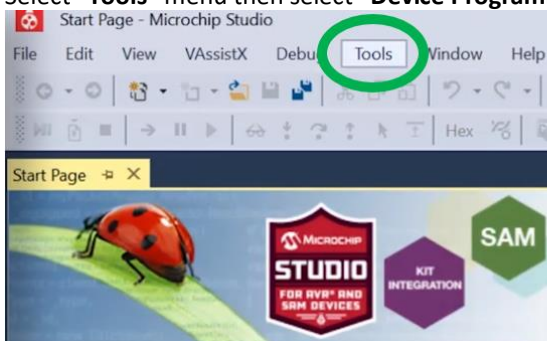 Select "Tools" menu then select "Device Program
Start Page - Microchip Studio
File Edit View VAssistX Debug Tools Window Help
Hex
Start Page
MICROCHIP
STUDIO
FOR AVR® AND
SAM DEVICES
KIT
INTEGRATION
SAM